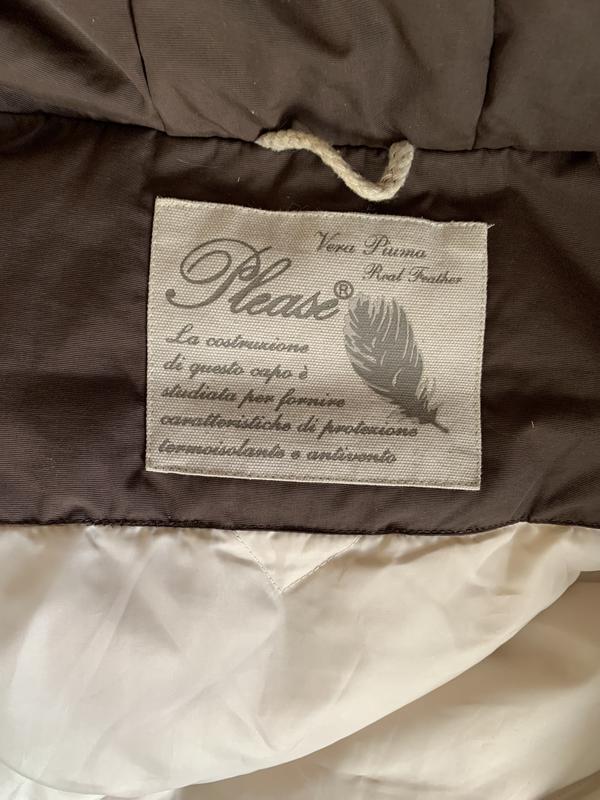 Vera Piuma
Real Feather
Please®
La costruzione
di questo capo è
studiata per fornire
caratteristiche di protezione
termoisolante e antivento